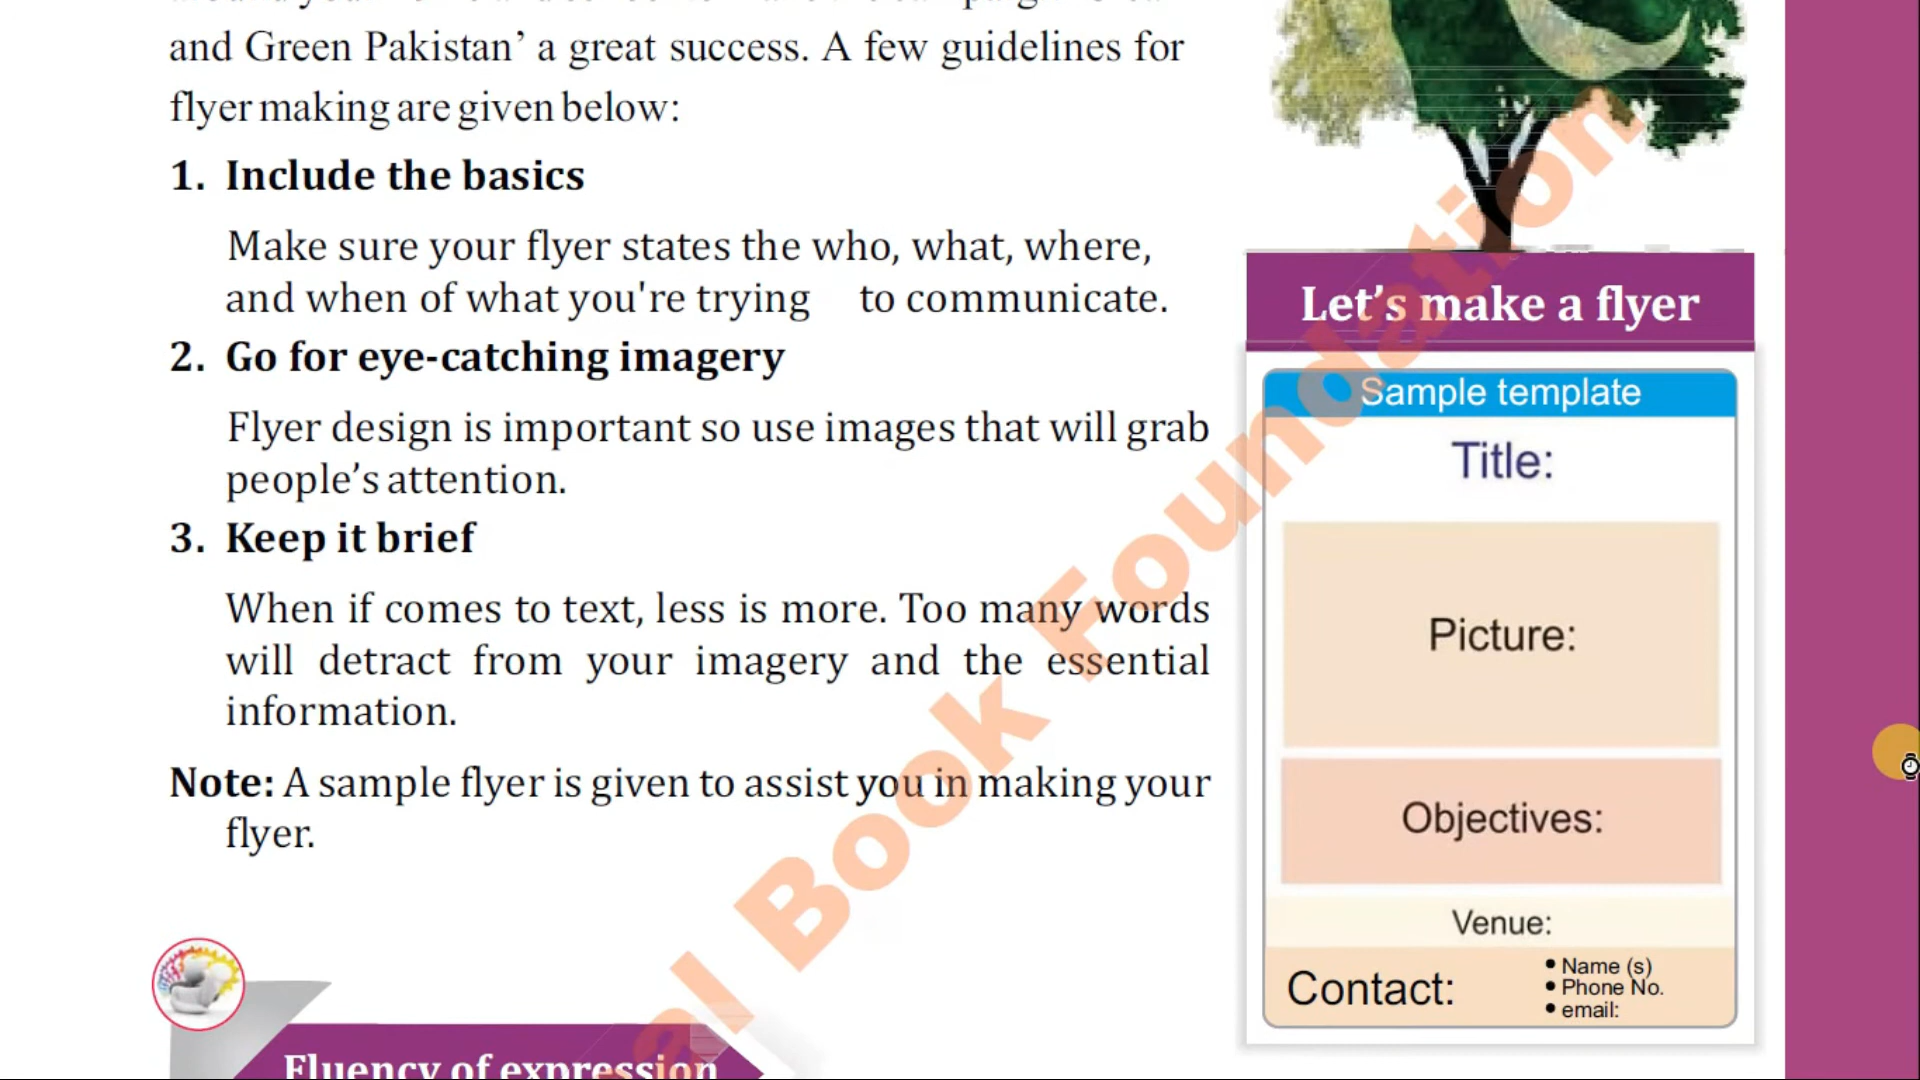 and Green Pakistan’ a great success. A few guidelines for
flyer making are given below:
1. Include the basics
Make sure your flyer states the who, what, where,
and when of what you're trying to communicate.
2. Go for eye-catching imagery
Flyer design is important so use images that will grab
people’s attention.
3. Keep it brief
When if comes to text, less is more. Too many words
will detract from your imagery and the essential
information.
Note: A sample flyer is given to assist you in making your
flyer.
Fluency of expression
Let’s make a flyer
Sample template
Title:
Picture:
Objectives:
Venue:
Contact:
• Name (s)
• Phone No.
• email:
Book Foundation